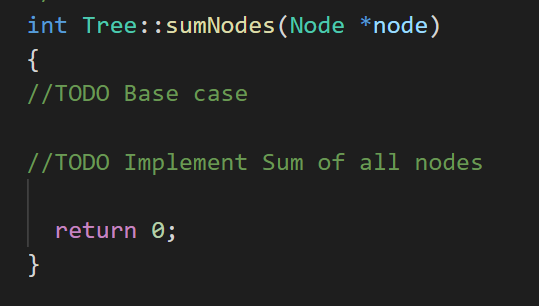 int Tree::sumNodes(Node *node)
{
//TODO Base case
//TODO Implement Sum of all nodes
return 0;
}